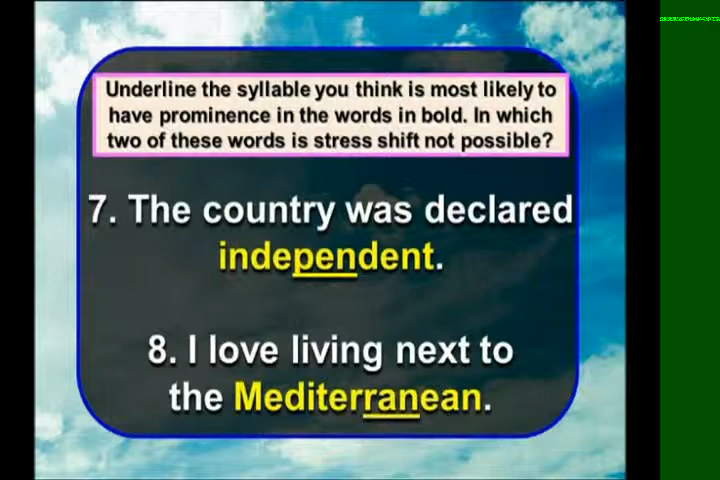 Underline the syllable you think is most likely to
have prominence in the words in bold. In which
two of these words is stress shift not possible?
7. The country was declared
independent.
8. I love living next to
the Mediterranean.